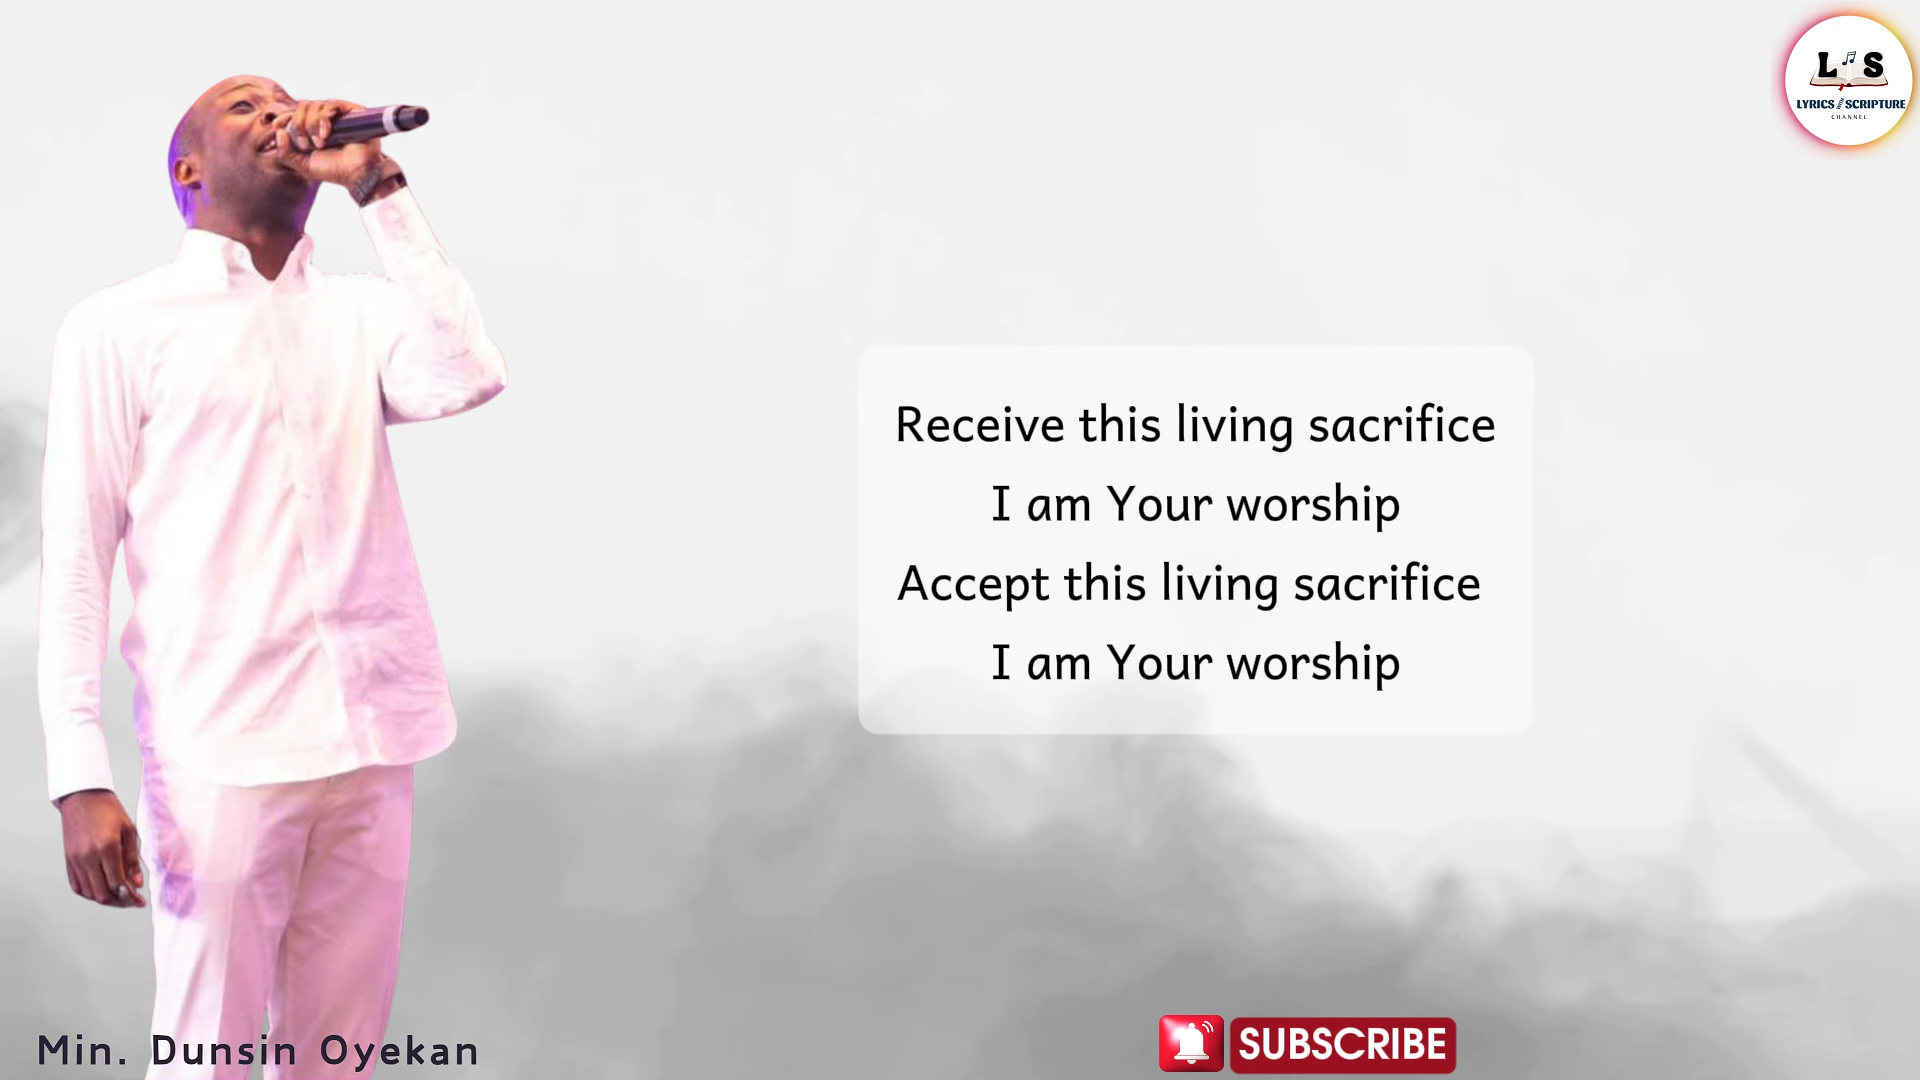 L S
LYRICS SCRIPTURE
CHANNEL
Receive this living sacrifice
I am Your worship
Accept this living sacrifice
I am Your worship
Min. Dunsin Oyekan
SUBSCRIBE